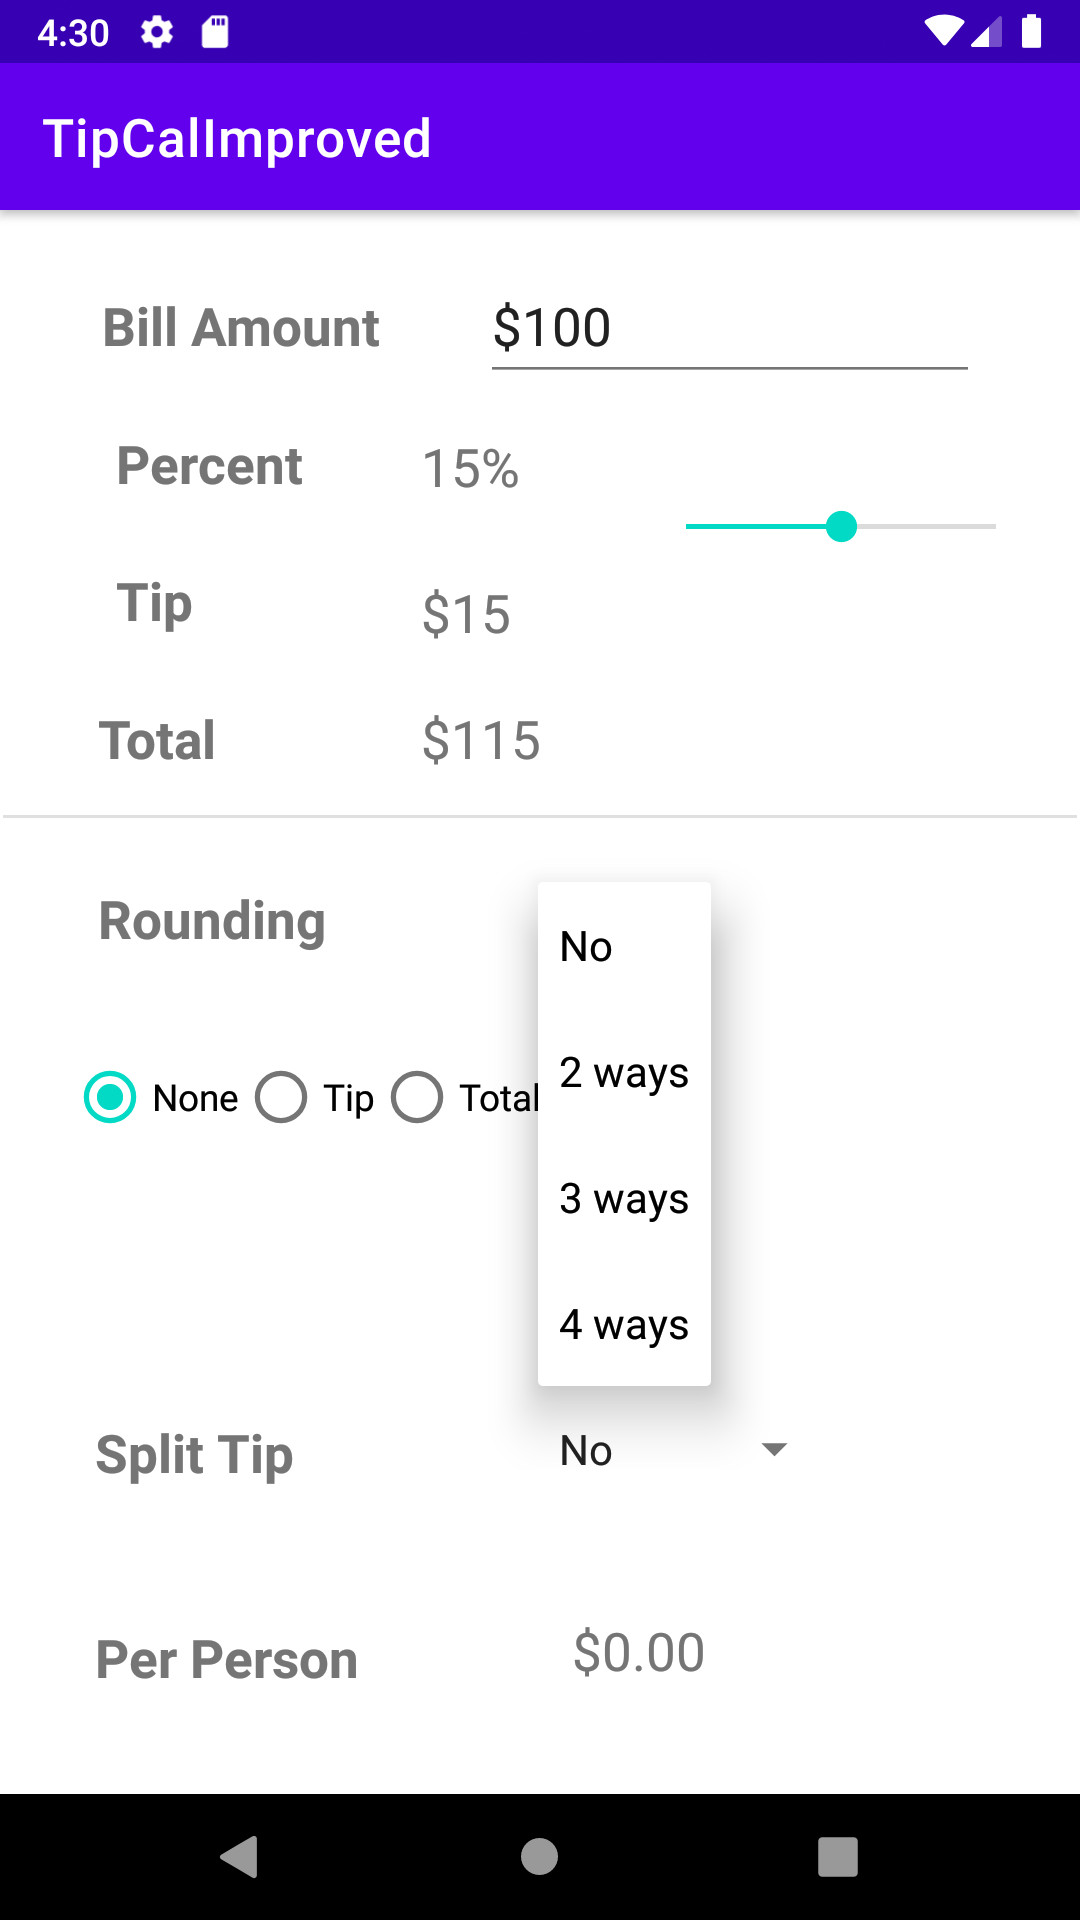 4:30
TipCalImproved
Bill Amount $100
Percent 15%
Tip $15
Total $115
Rounding
No
2 ways
None Tip Total
3 ways
4 ways
Split Tip No
Per Person $0.00